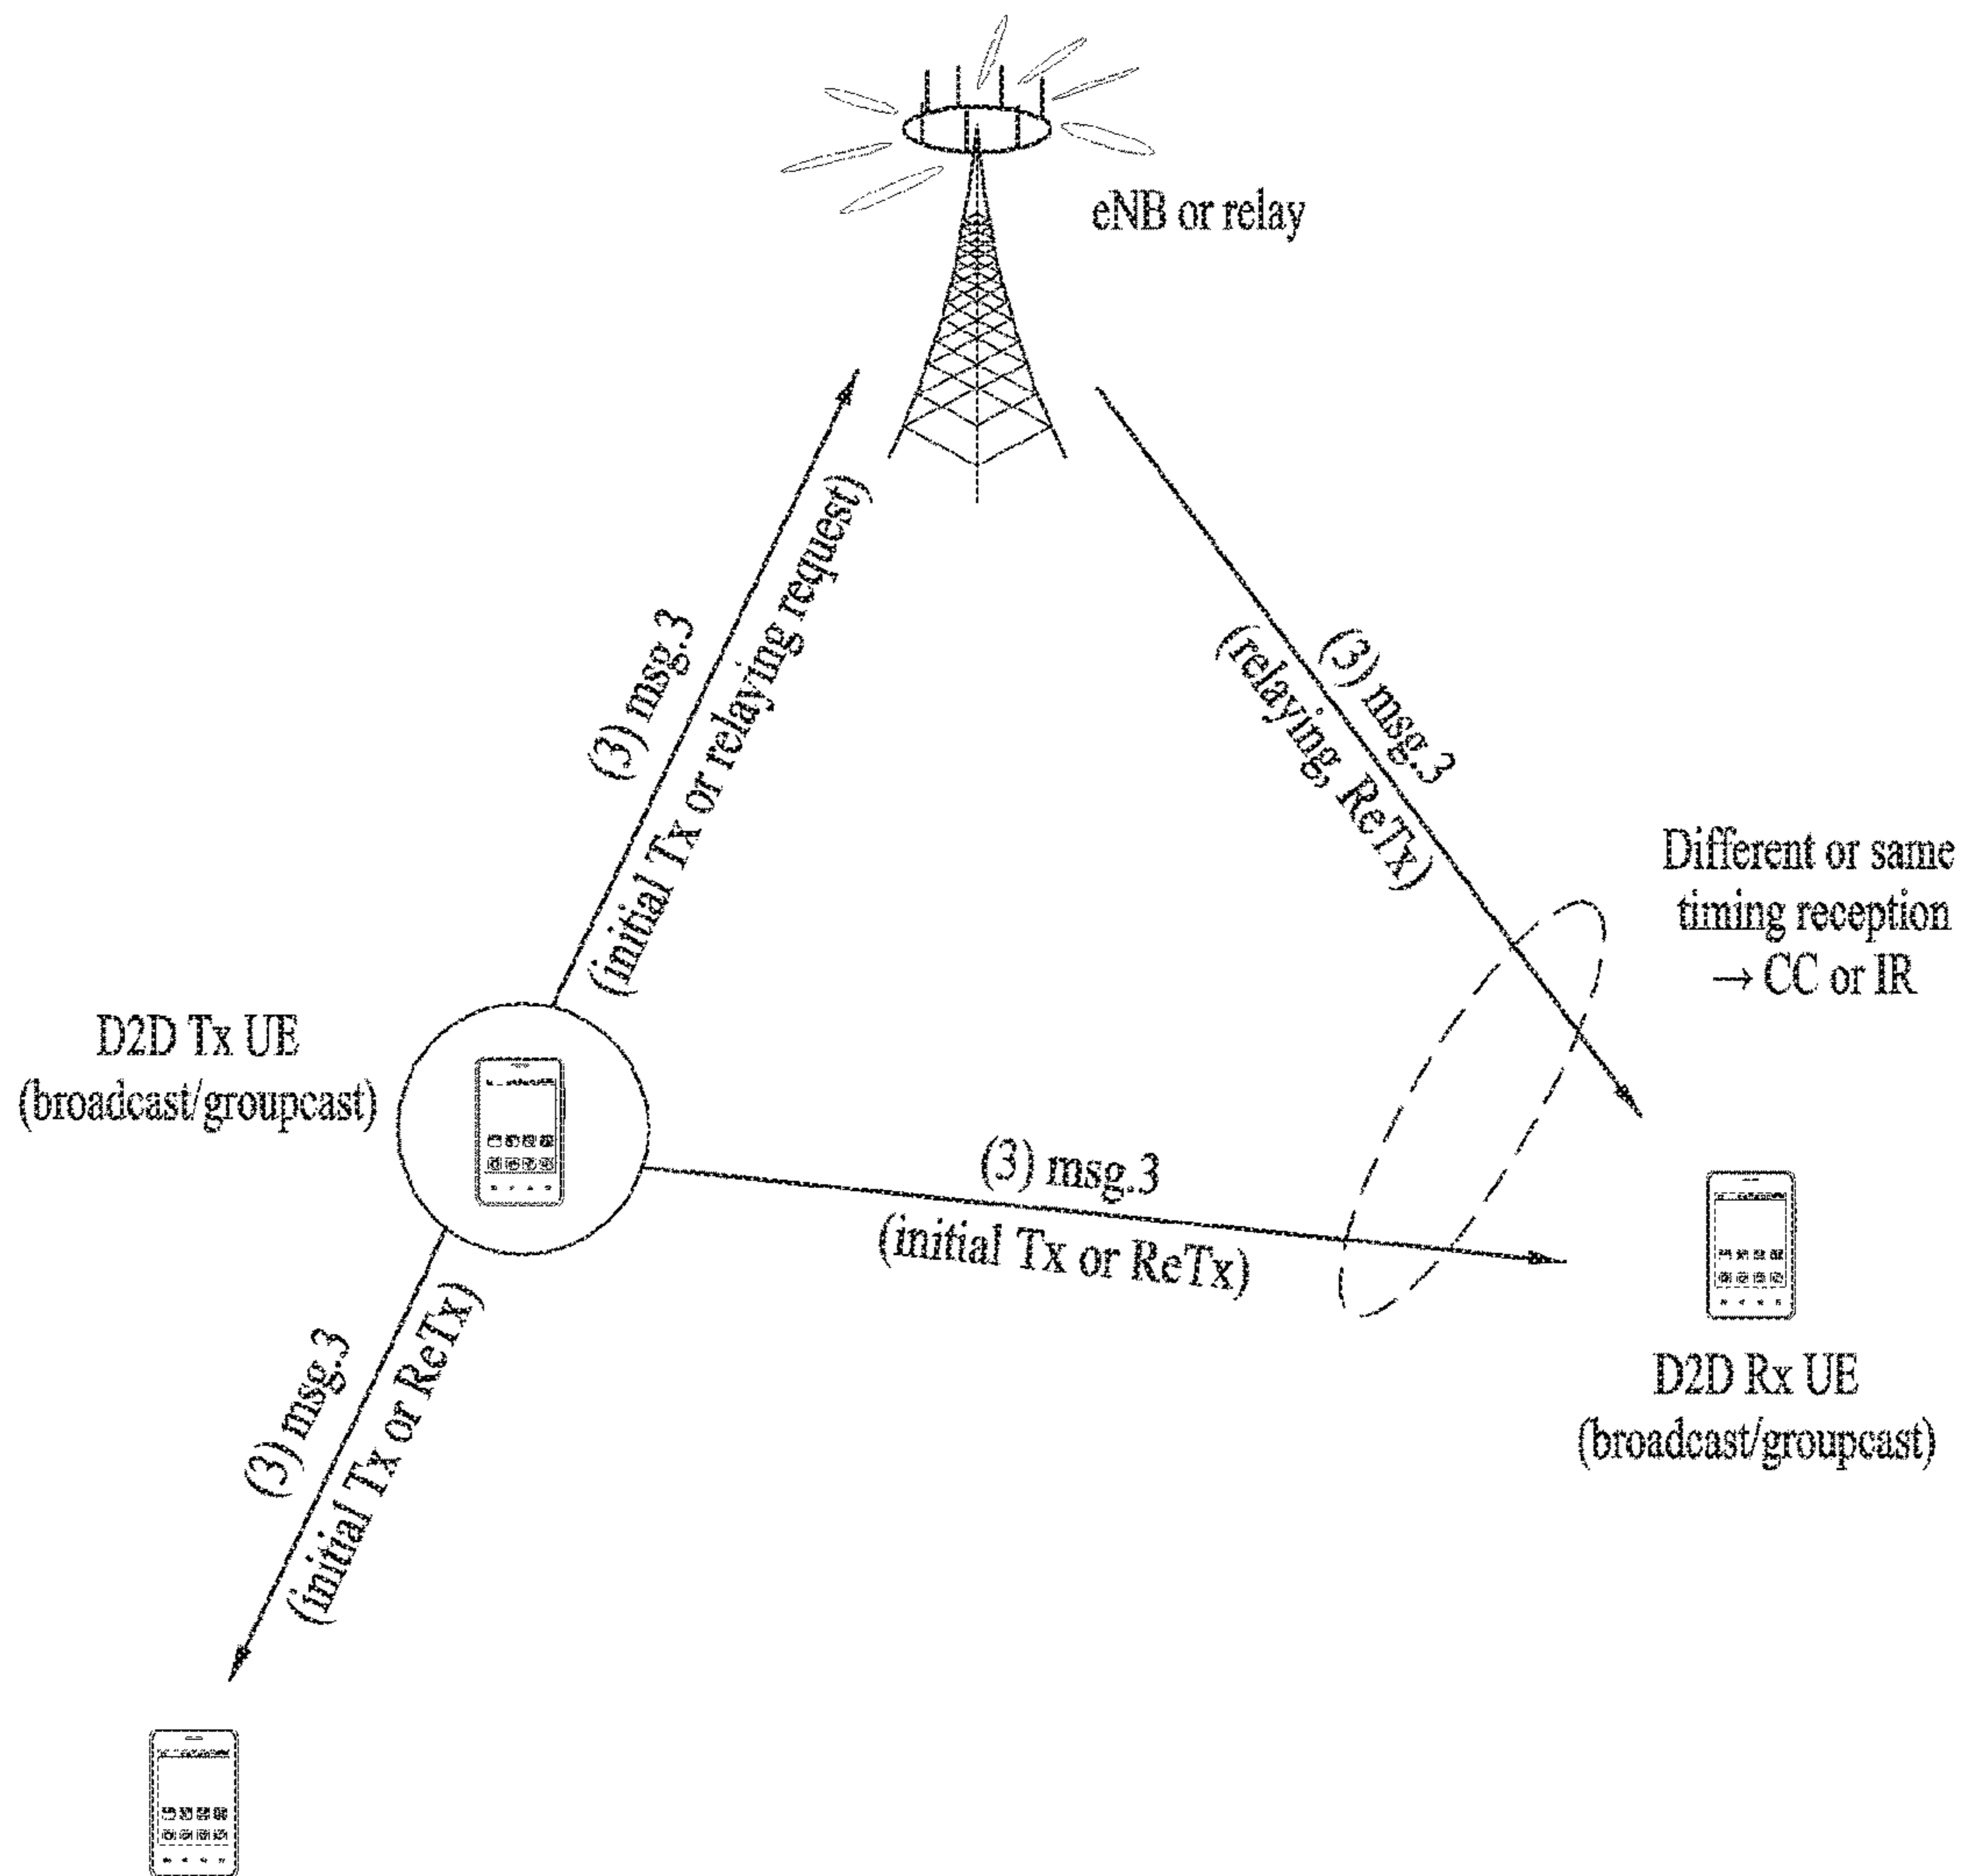 eNB or relay
(3) msg.3
(initial Tx or relaying request)
(3) msg.3
(relaying, ReTx)
Different or same
timing reception
→ CC or IR
D2D Tx UE
(broadcast/groupcast)
(3) msg.3
(initial Tx or ReTx)
D2D Rx UE
(broadcast/groupcast)
(3) msg.3
(initial Tx or ReTx)